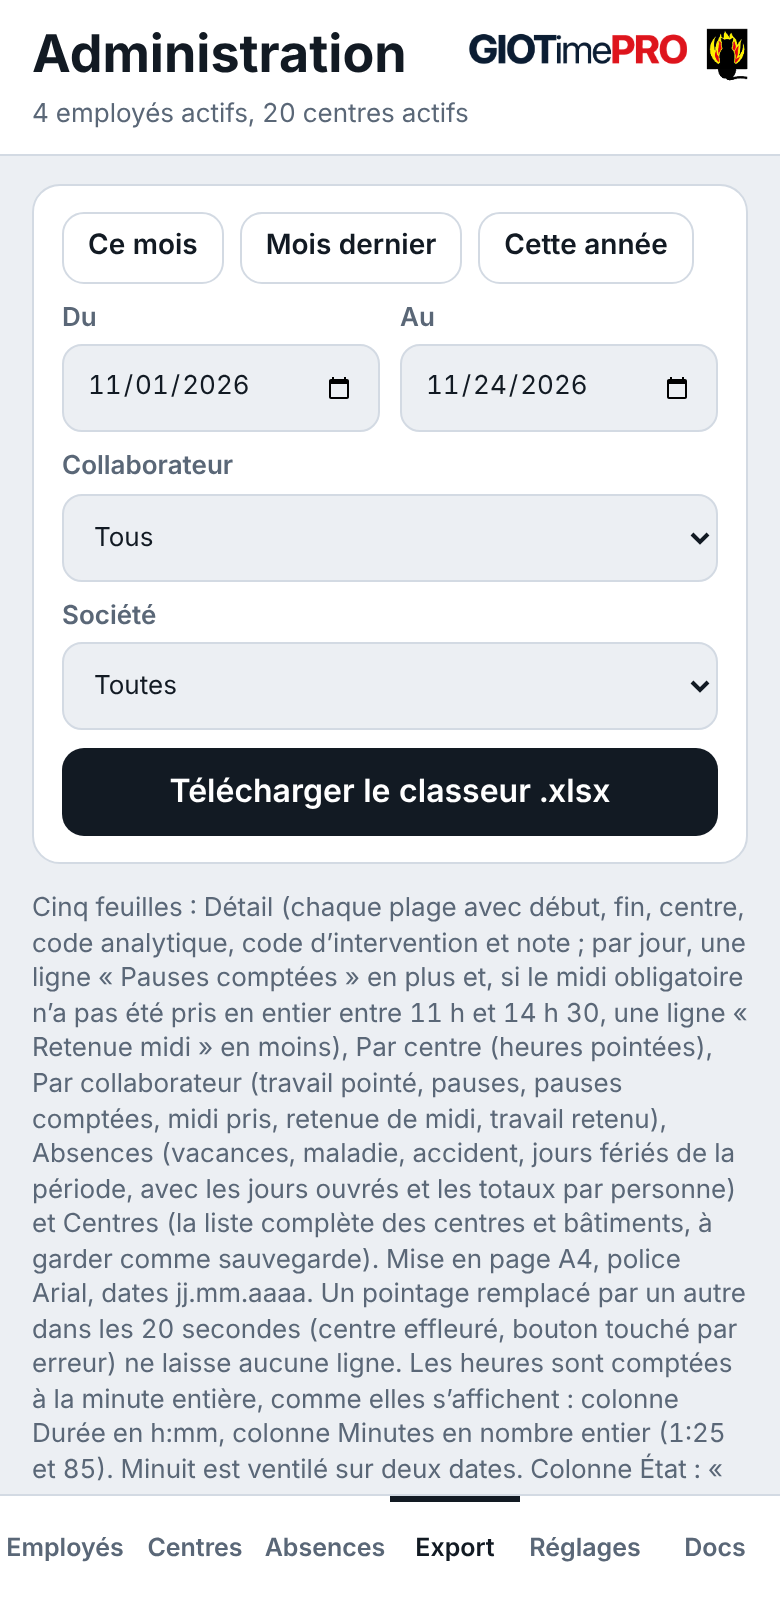 Administration
GIOTimePRO
4 employés actifs, 20 centres actifs
Ce mois
Mois dernier
Cette année
Du
Au
11/01/2026
11/24/2026
Collaborateur
Tous
Société
Toutes
Télécharger le classeur .xlsx
Cinq feuilles : Détail (chaque plage avec début, fin, centre,
code analytique, code d’intervention et note ; par jour, une
ligne « Pauses comptées » en plus et, si le midi obligatoire
n’a pas été pris en entier entre 11 h et 14 h 30, une ligne «
Retenue midi » en moins), Par centre (heures pointées),
Par collaborateur (travail pointé, pauses, pauses
comptées, midi pris, retenue de midi, travail retenu),
Absences (vacances, maladie, accident, jours fériés de la
période, avec les jours ouvrés et les totaux par personne)
et Centres (la liste complète des centres et bâtiments, à
garder comme sauvegarde). Mise en page A4, police
Arial, dates jj.mm.aaaa. Un pointage remplacé par un autre
dans les 20 secondes (centre effleuré, bouton touché par
erreur) ne laisse aucune ligne. Les heures sont comptées
à la minute entière, comme elles s’affichent : colonne
Durée en h:mm, colonne Minutes en nombre entier (1:25
et 85). Minuit est ventilé sur deux dates. Colonne État : «
Employés
Centres
Absences
Export
Réglages
Docs